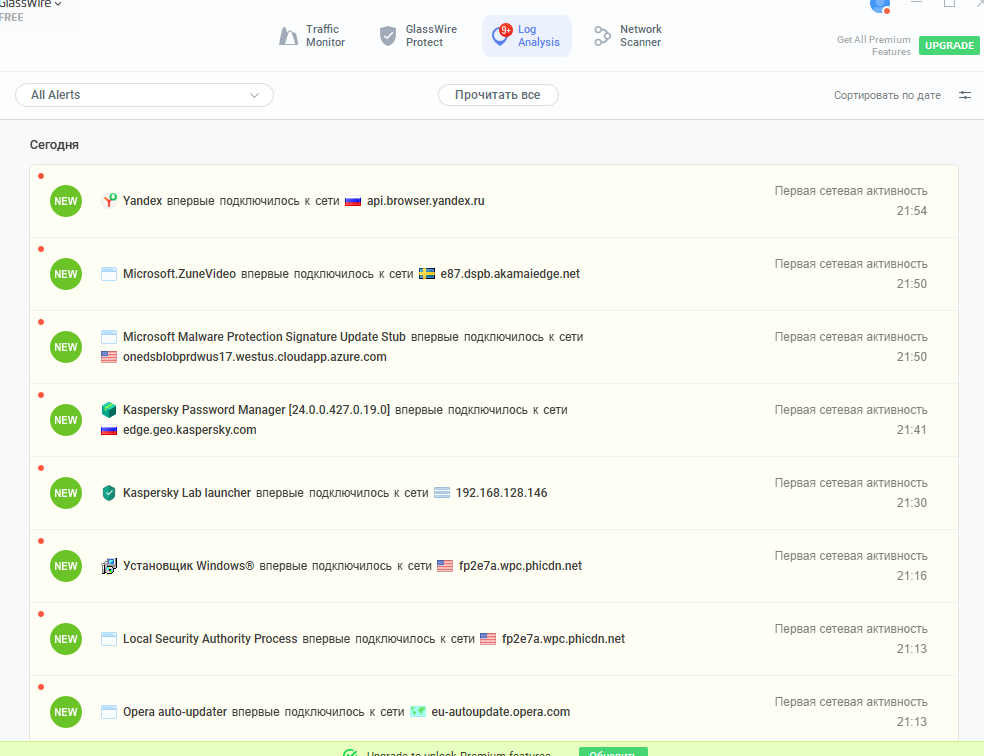 GlassWire
FREE
Traffic
Monitor
GlassWire
Protect
9+
Log
Analysis
Network
Scanner
Get All Premium
Features
UPGRADE
All Alerts
Прочитать все
Сортировать по дате
Сегодня
NEW
Yandex впервые подключилось к сети api.browser.yandex.ru
Первая сетевая активность
21:54
NEW
Microsoft.ZuneVideo впервые подключилось к сети e87.dspb.akamaiedge.net
Первая сетевая активность
21:50
NEW
Microsoft Malware Protection Signature Update Stub впервые подключилось к сети
onedsblobprdwus17.westus.cloudapp.azure.com
Первая сетевая активность
21:50
NEW
Kaspersky Password Manager [24.0.0.427.0.19.0] впервые подключилось к сети
edge.geo.kaspersky.com
Первая сетевая активность
21:41
NEW
Kaspersky Lab launcher впервые подключилось к сети 192.168.128.146
Первая сетевая активность
21:30
NEW
Установщик Windows® впервые подключилось к сети fp2e7a.wpc.phicdn.net
Первая сетевая активность
21:16
NEW
Local Security Authority Process впервые подключилось к сети fp2e7a.wpc.phicdn.net
Первая сетевая активность
21:13
NEW
Opera auto-updater впервые подключилось к сети eu-autoupdate.opera.com
Первая сетевая активность
21:13
Upgrade to unlock Premium features
Обновить